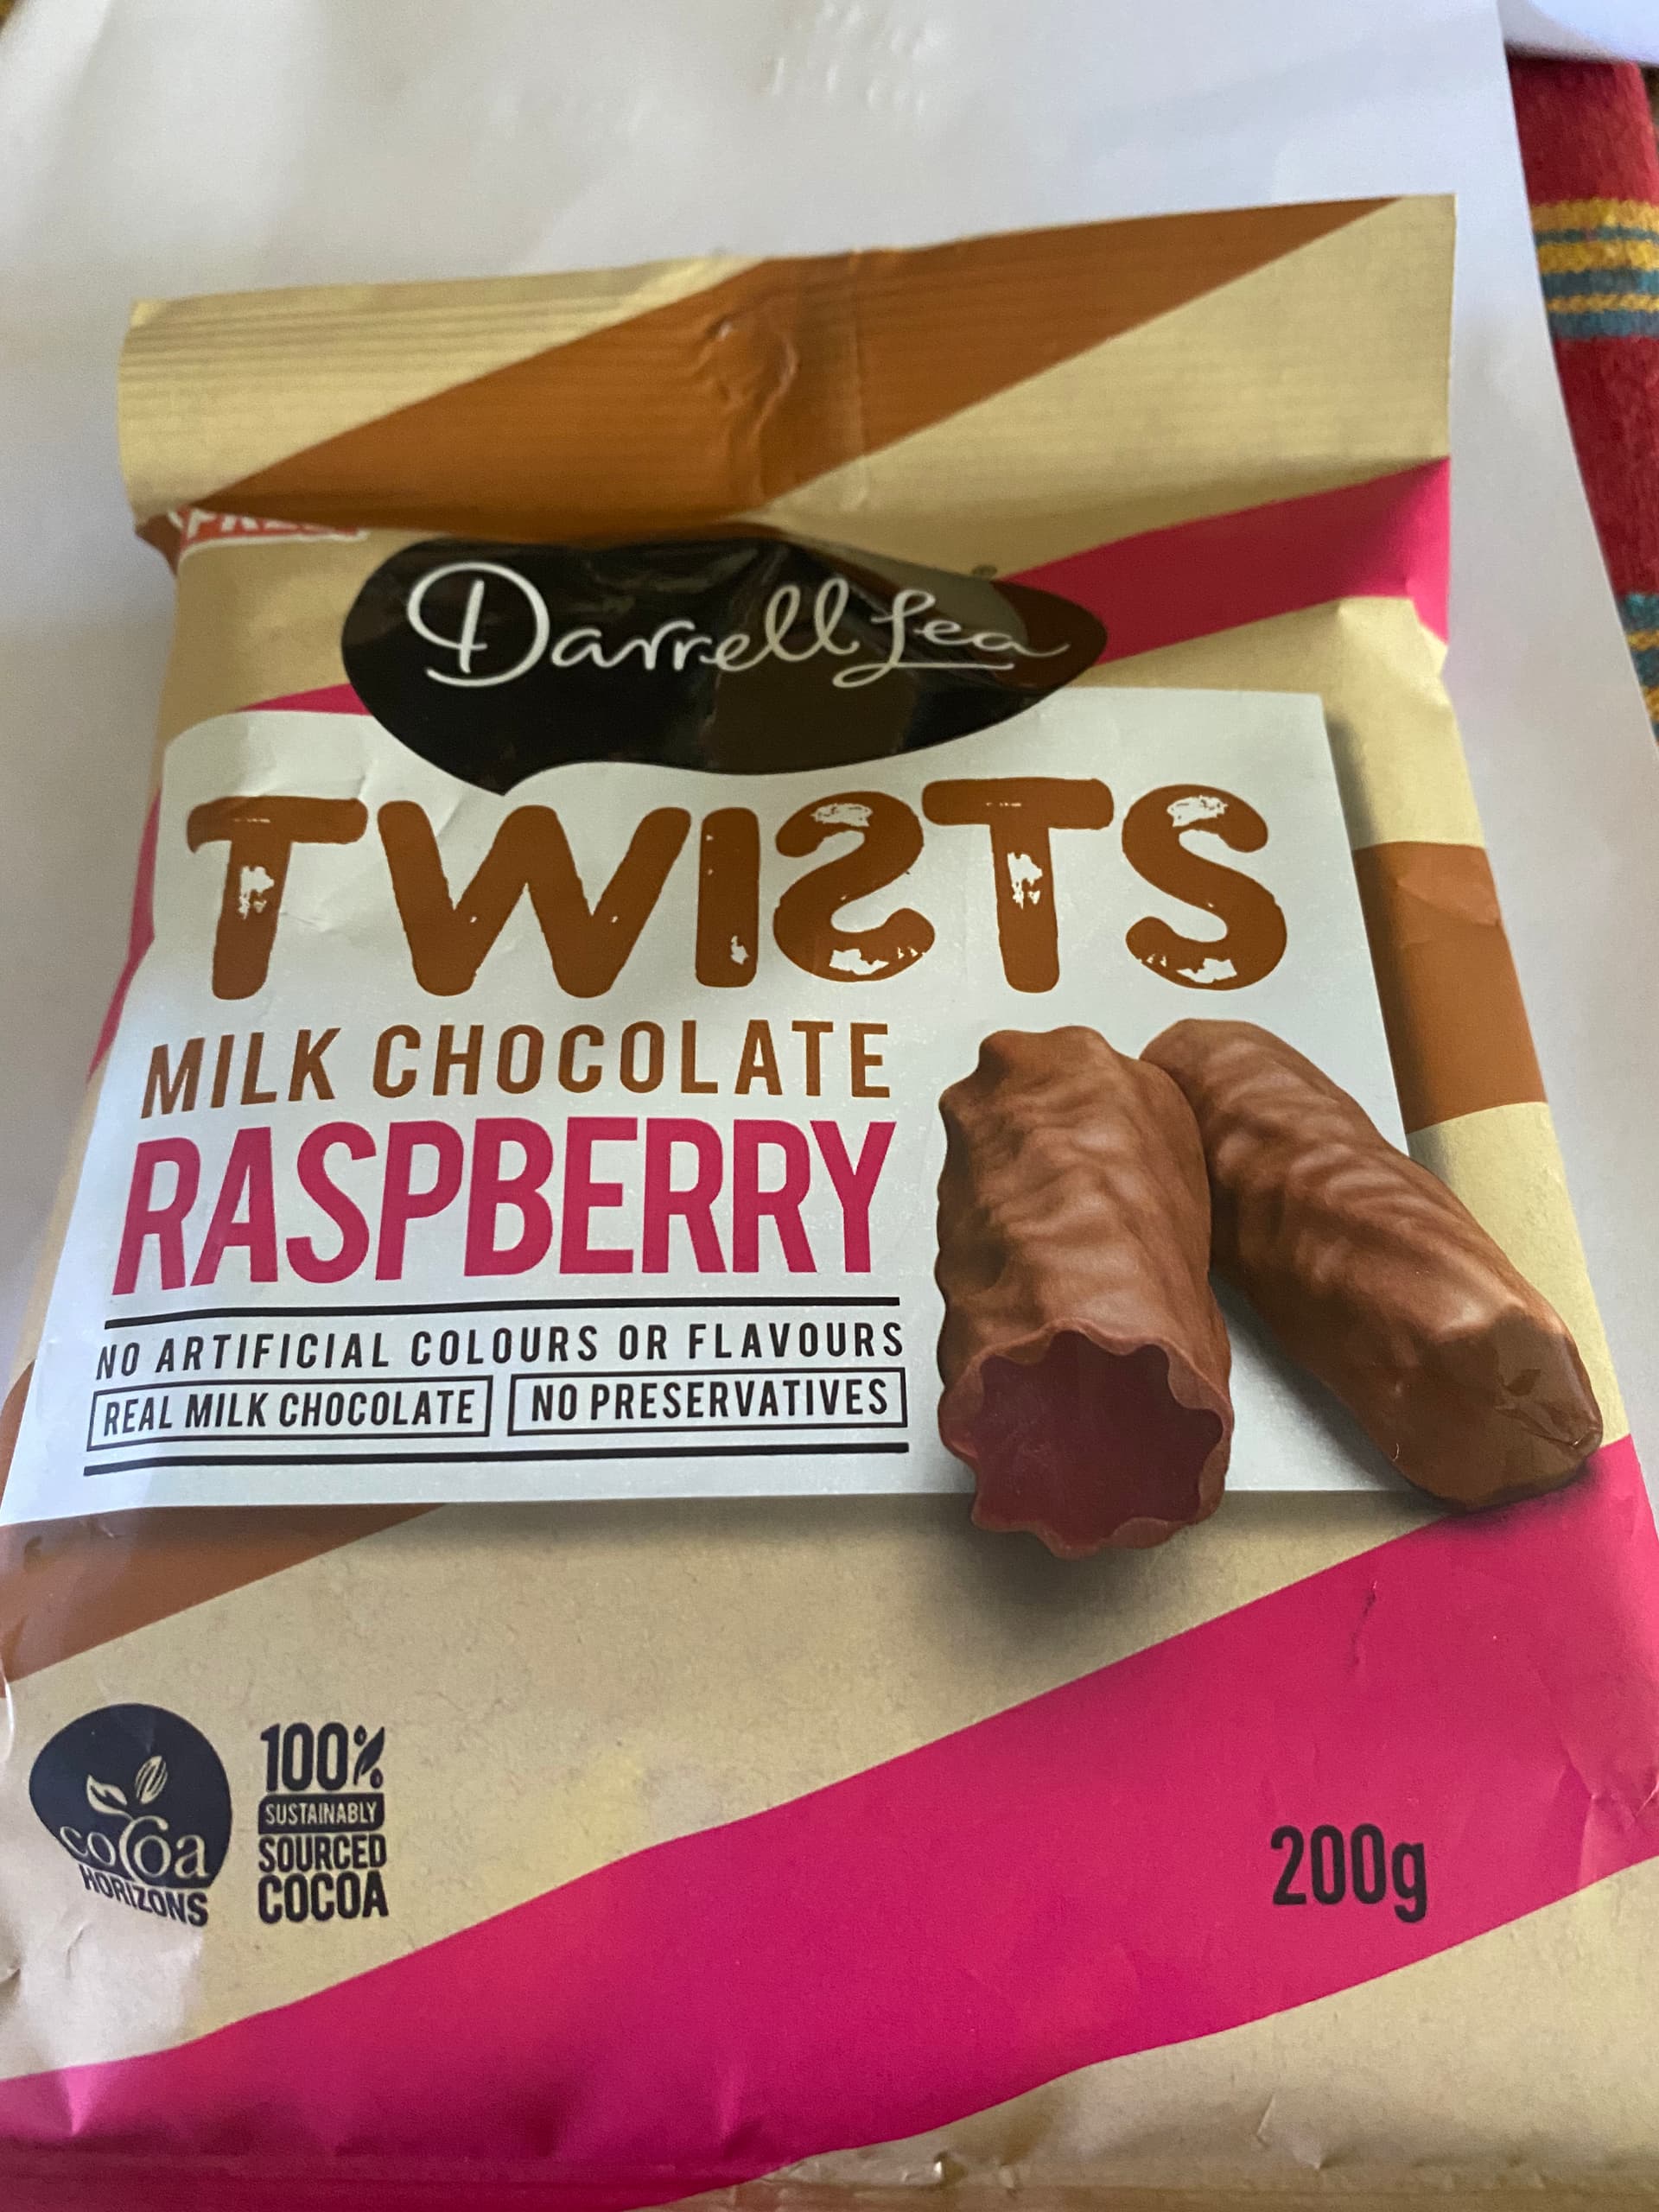 Darrell Lea
TWISTS
MILK CHOCOLATE
RASPBERRY
NO ARTIFICIAL COLOURS OR FLAVOURS
REAL MILK CHOCOLATE NO PRESERVATIVES
cocoa
HORIZONS
100%
SUSTAINABLY
SOURCED
COCOA
200g